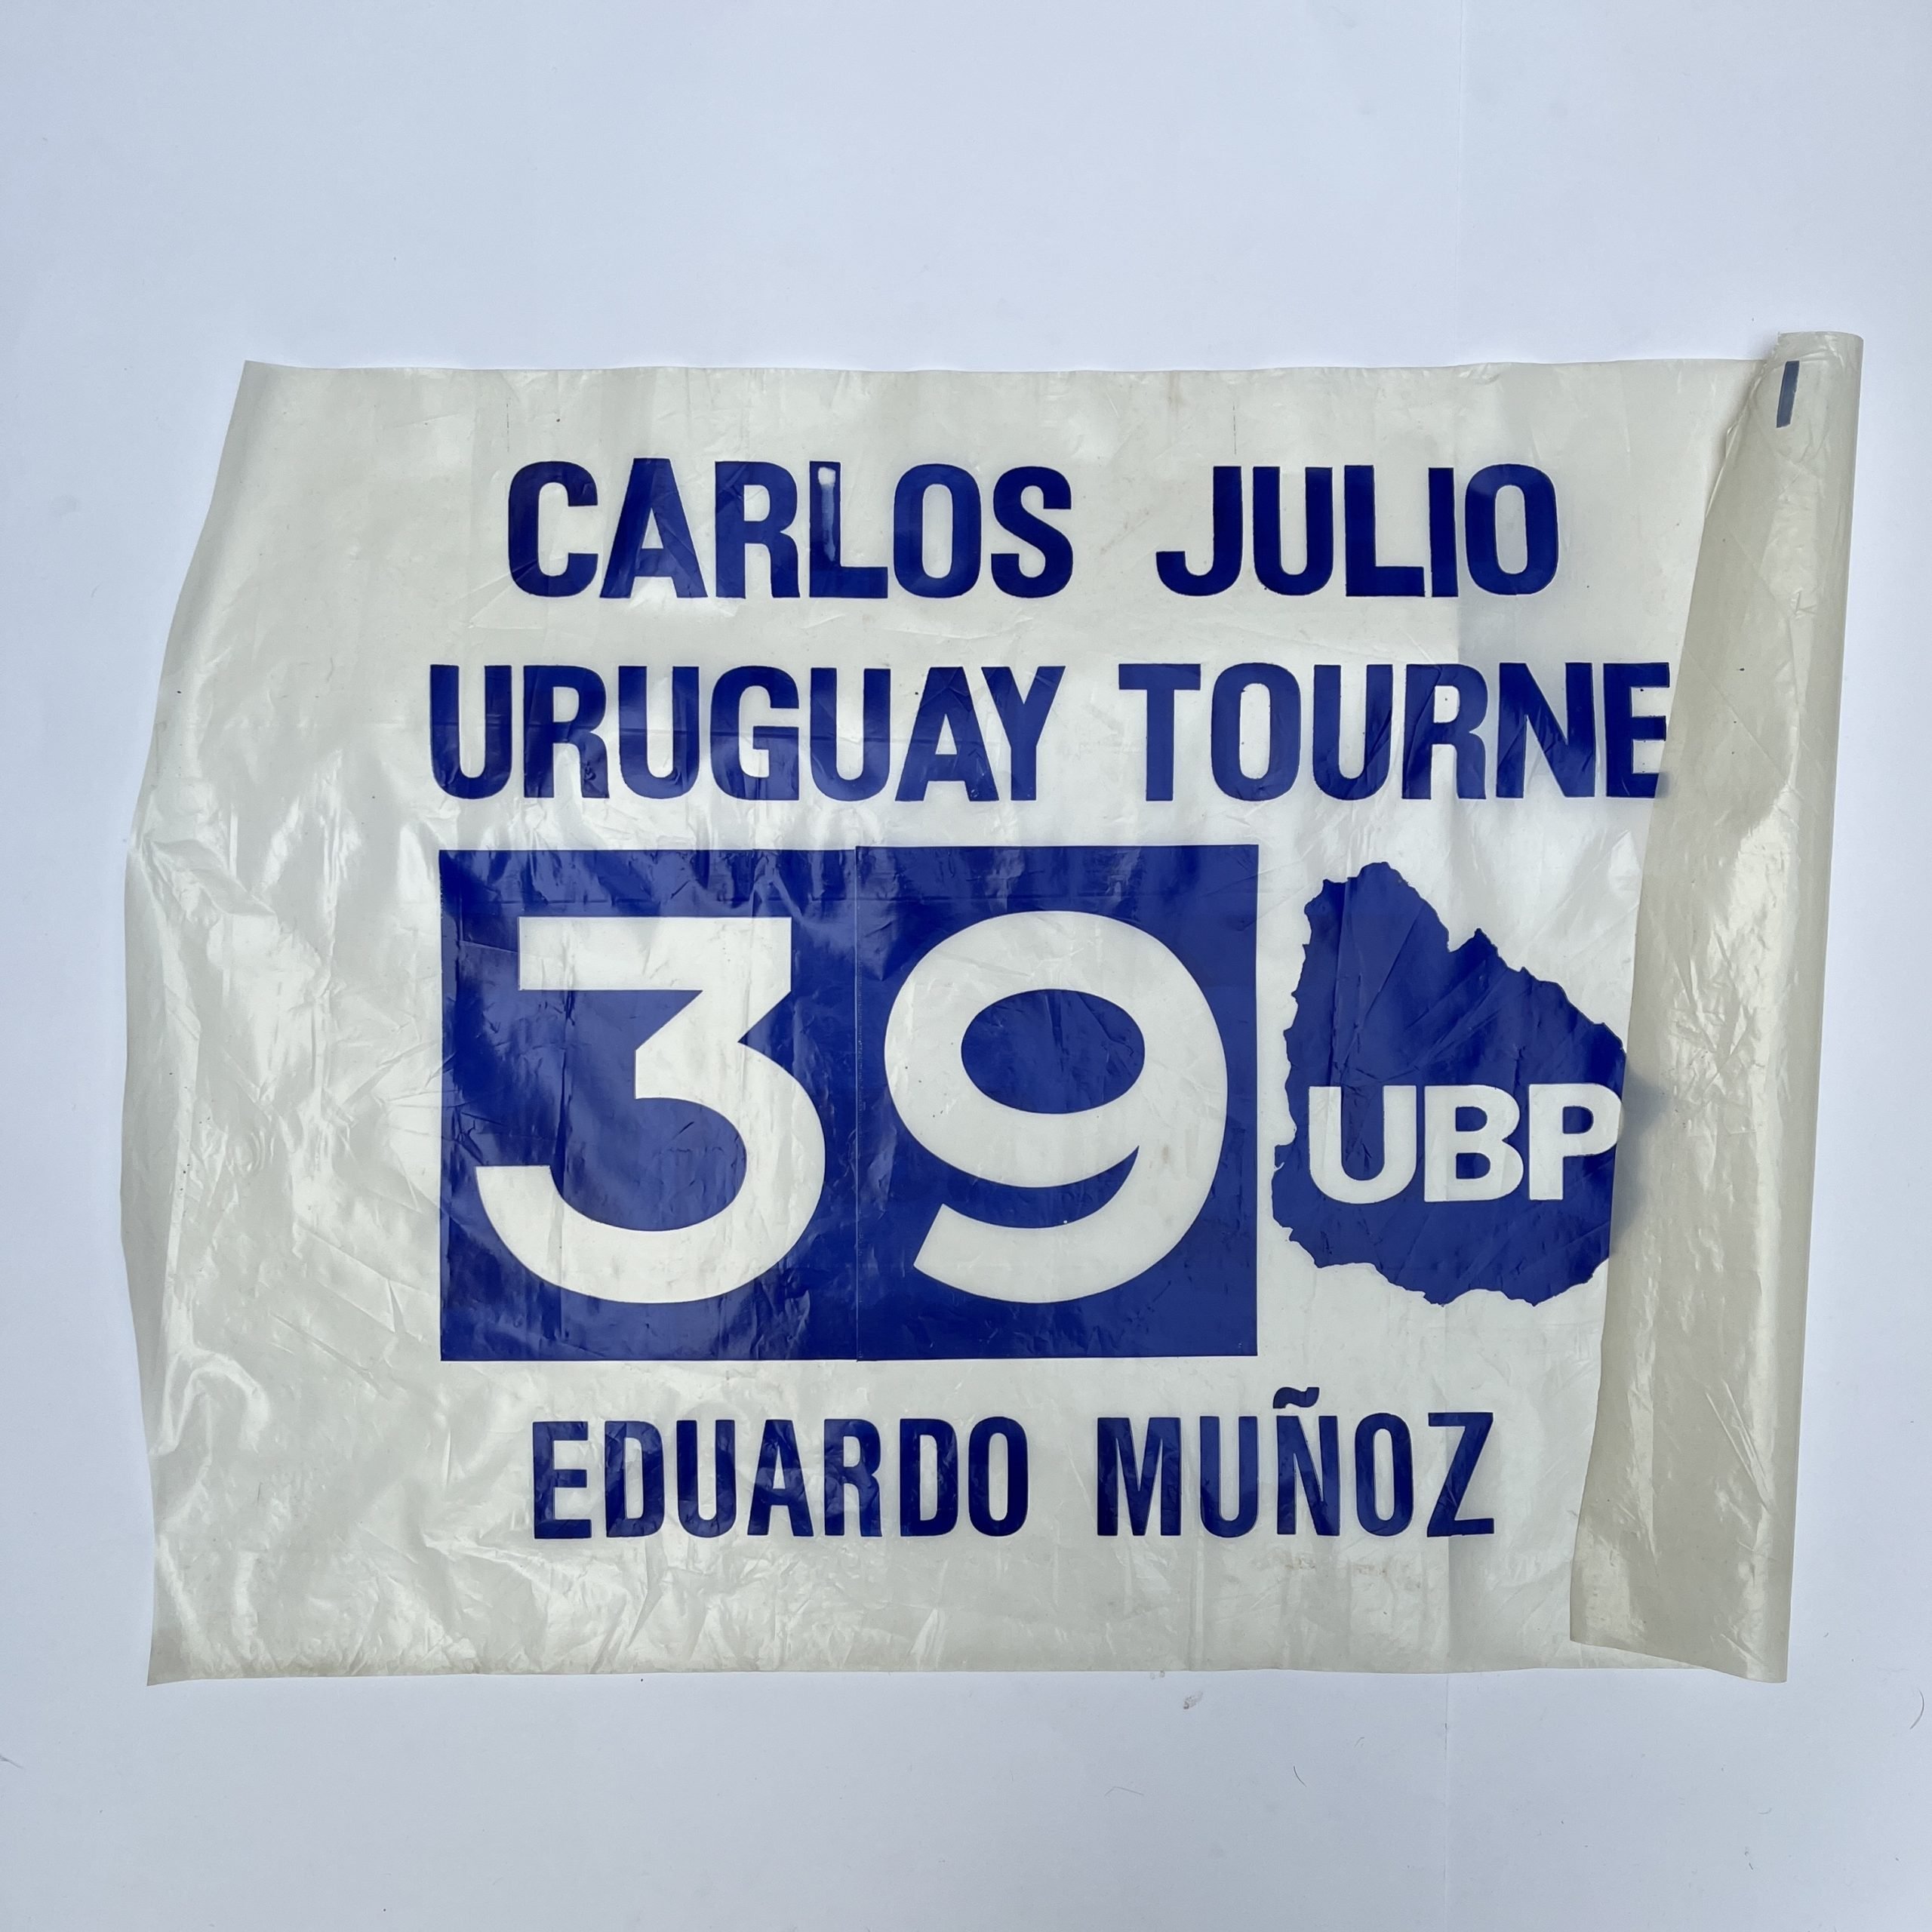 CARLOS JULIO
URUGUAY TOURNE
39
UBP
EDUARDO MUÑOZ